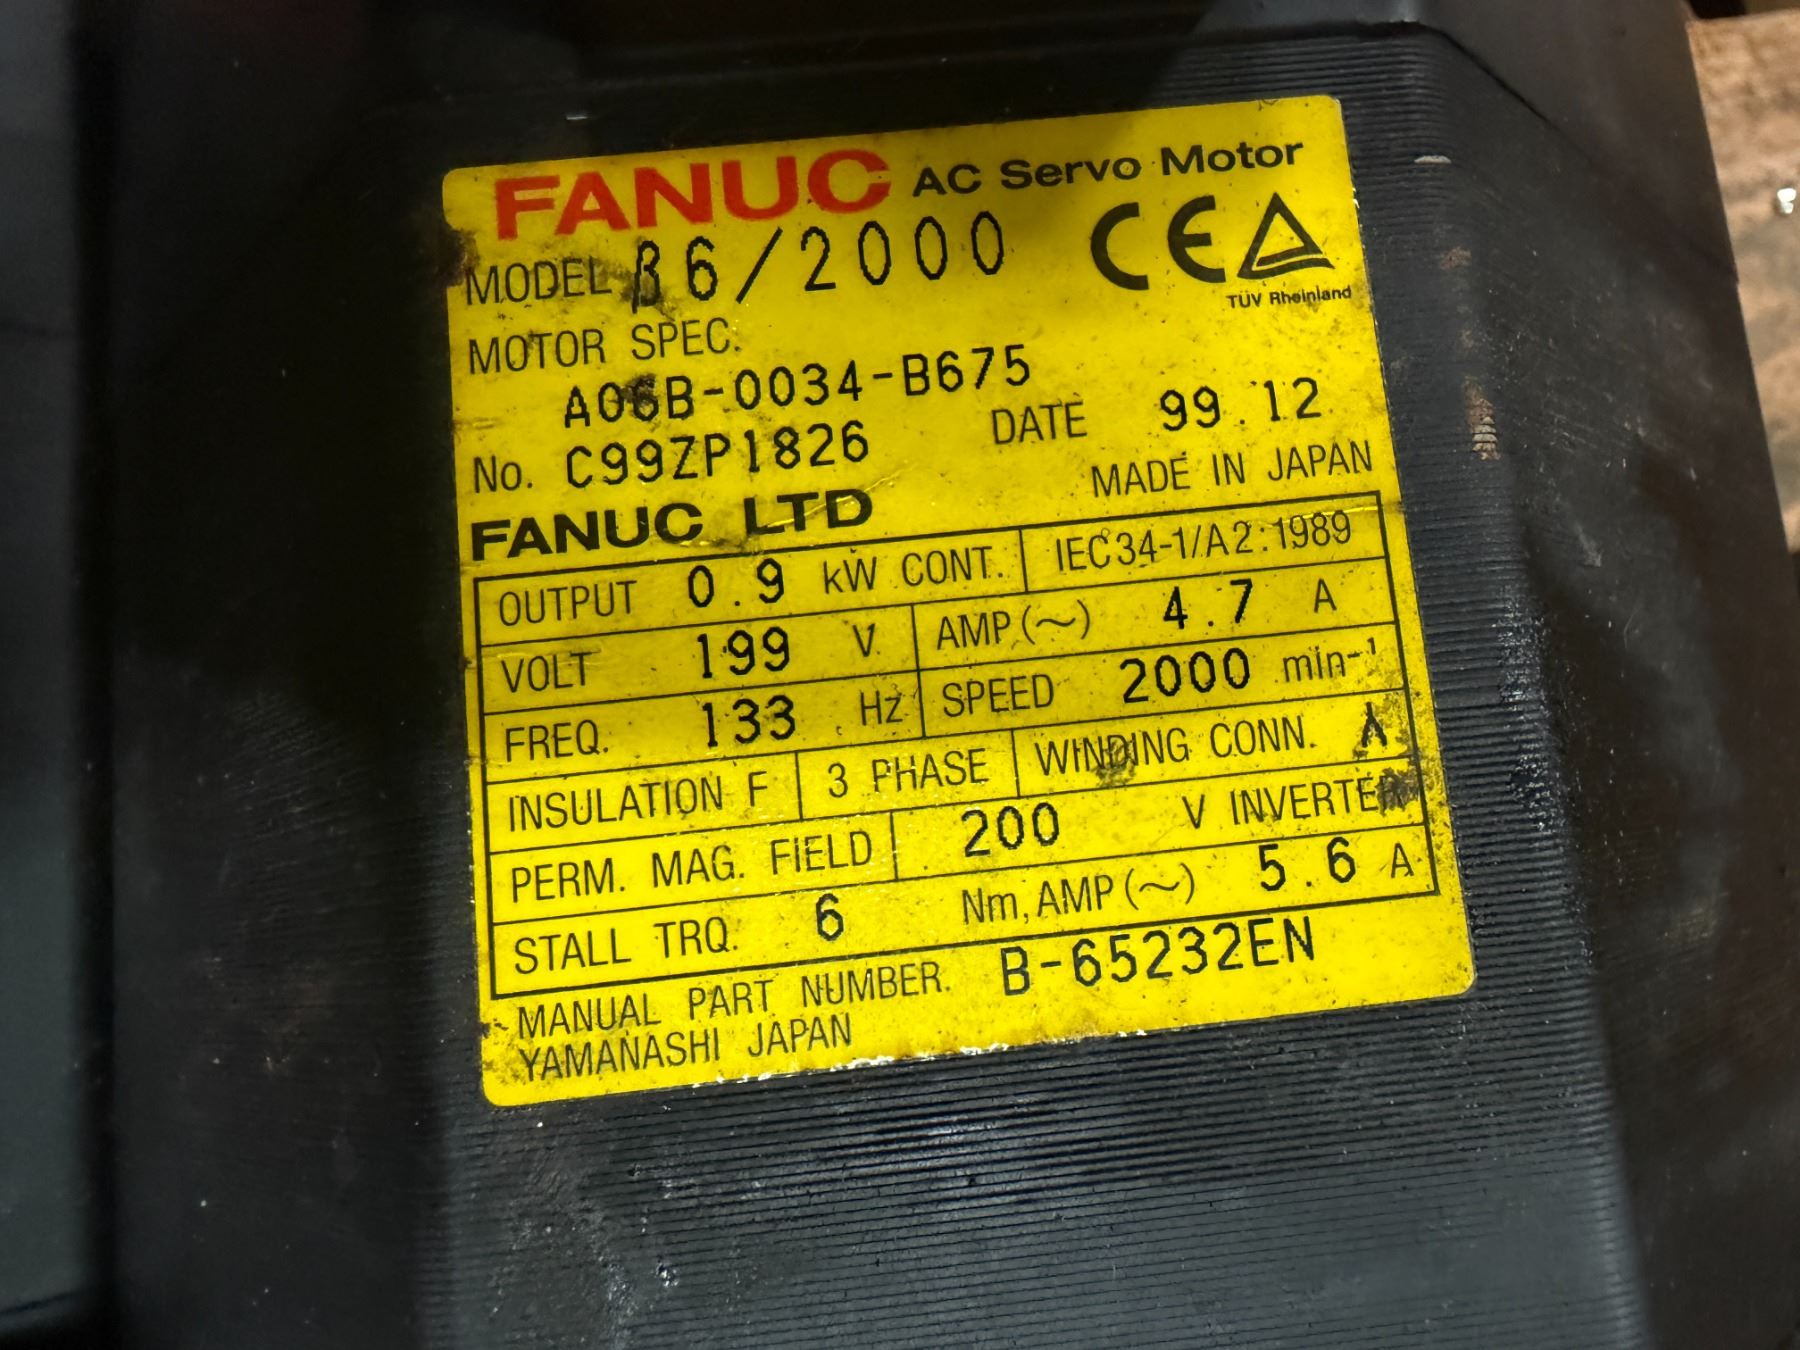 FANUC AC Servo Motor
MODEL β6/2000 CE
TÜV Rheinland
MOTOR SPEC.
A06B-0034-B675
No. C99ZP1826 DATE 99.12
MADE IN JAPAN
FANUC LTD
OUTPUT 0.9 kW CONT. IEC34-1/A2:1989
VOLT 199 V AMP(~) 4.7 A
FREQ. 133 Hz SPEED 2000 min-¹
INSULATION F 3 PHASE WINDING CONN. ⅄
PERM. MAG. FIELD 200 V INVERTER
STALL TRQ. 6 Nm, AMP(~) 5.6 A
MANUAL PART NUMBER. B-65232EN
YAMANASHI JAPAN